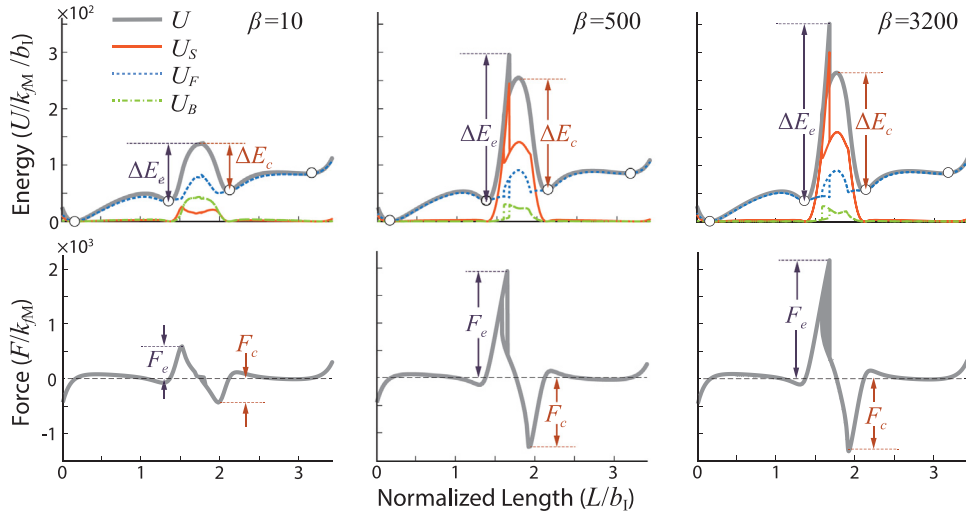 ×10²
β=10
β=500
β=3200
U
U_S
U_F
U_B
Energy (U/k_fM/b_I)
3
2
1
0
ΔE_e
ΔE_c
ΔE_e
ΔE_c
ΔE_e
ΔE_c
×10³
Force (F/k_fM)
2
1
0
-1
F_e
F_c
F_e
F_c
F_e
F_c
0 1 2 3
0 1 2 3
0 1 2 3
Normalized Length (L/b_I)